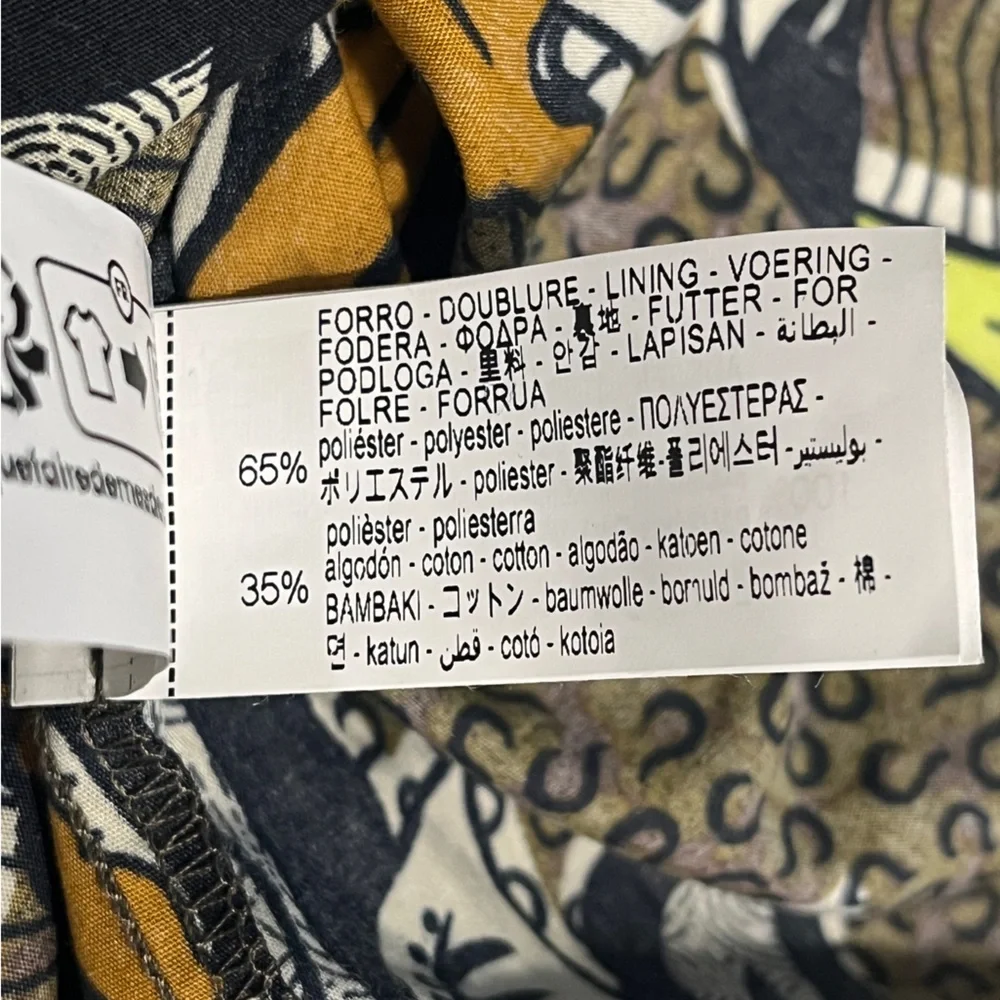 FORRO - DOUBLURE - LINING - VOERING -
FODERA - ΦΟΔΡΑ - 裏地 - FUTTER - FOR
PODLOGA - 里料 - 안감 - LAPISAN - البطانة -
FOLRE - FORRUA
65% poliéster - polyester - poliestere - ΠΟΛΥΕΣΤΕΡΑΣ -
ポリエステル - poliester - 聚酯纤维 - 폴리에스터 - بوليستير -
polièster - poliesterra
35% algodón - coton - cotton - algodão - katoen - cotone
BAMBAKI - コットン - baumwolle - bomuld - bombaž - 棉 -
면 - katun - قطن - cotó - kotoia